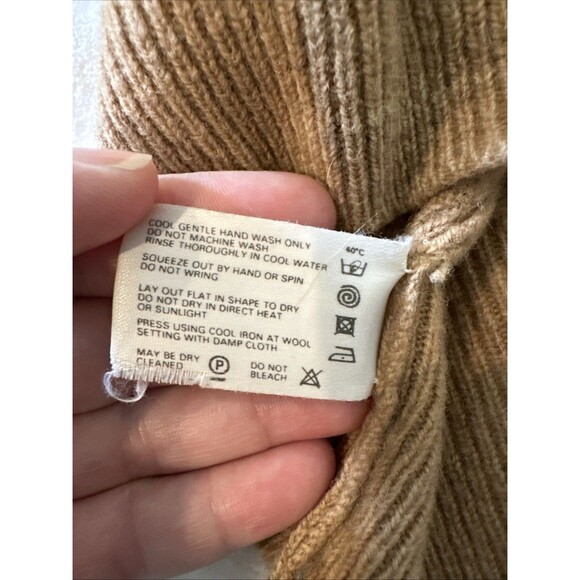 COOL GENTLE HAND WASH ONLY
DO NOT MACHINE WASH
RINSE THOROUGHLY IN COOL WATER
SQUEEZE OUT BY HAND OR SPIN
DO NOT WRING
LAY OUT FLAT IN SHAPE TO DRY
DO NOT DRY IN DIRECT HEAT
OR SUNLIGHT
PRESS USING COOL IRON AT WOOL
SETTING WITH DAMP CLOTH
MAY BE DRY
CLEANED
P
DO NOT
BLEACH
40°C